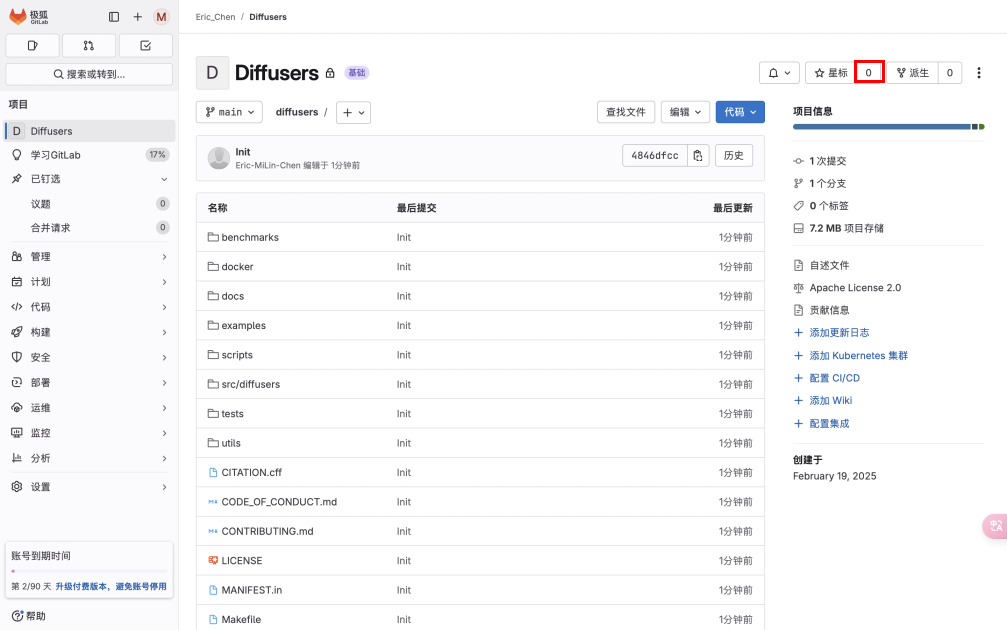 极狐
GitLab
M
搜索或转到...
项目
D Diffusers
学习GitLab 17%
已钉选
议题 0
合并请求 0
管理
计划
代码
构建
安全
部署
运维
监控
分析
设置
账号到期时间
第 2/90 天 升级付费版本，避免账号停用
帮助
Eric_Chen / Diffusers
D Diffusers 基础
星标 0 派生 0
main diffusers / + 查找文件 编辑 代码
Init
Eric-MiLin-Chen 编辑于 1分钟前
4846dfcc 历史
名称 最后提交 最后更新
benchmarks Init 1分钟前
docker Init 1分钟前
docs Init 1分钟前
examples Init 1分钟前
scripts Init 1分钟前
src/diffusers Init 1分钟前
tests Init 1分钟前
utils Init 1分钟前
CITATION.cff Init 1分钟前
CODE_OF_CONDUCT.md Init 1分钟前
CONTRIBUTING.md Init 1分钟前
LICENSE Init 1分钟前
MANIFEST.in Init 1分钟前
Makefile Init 1分钟前
项目信息
1 次提交
1 个分支
0 个标签
7.2 MB 项目存储
自述文件
Apache License 2.0
贡献信息
添加更新日志
添加 Kubernetes 集群
配置 CI/CD
添加 Wiki
配置集成
创建于
February 19, 2025